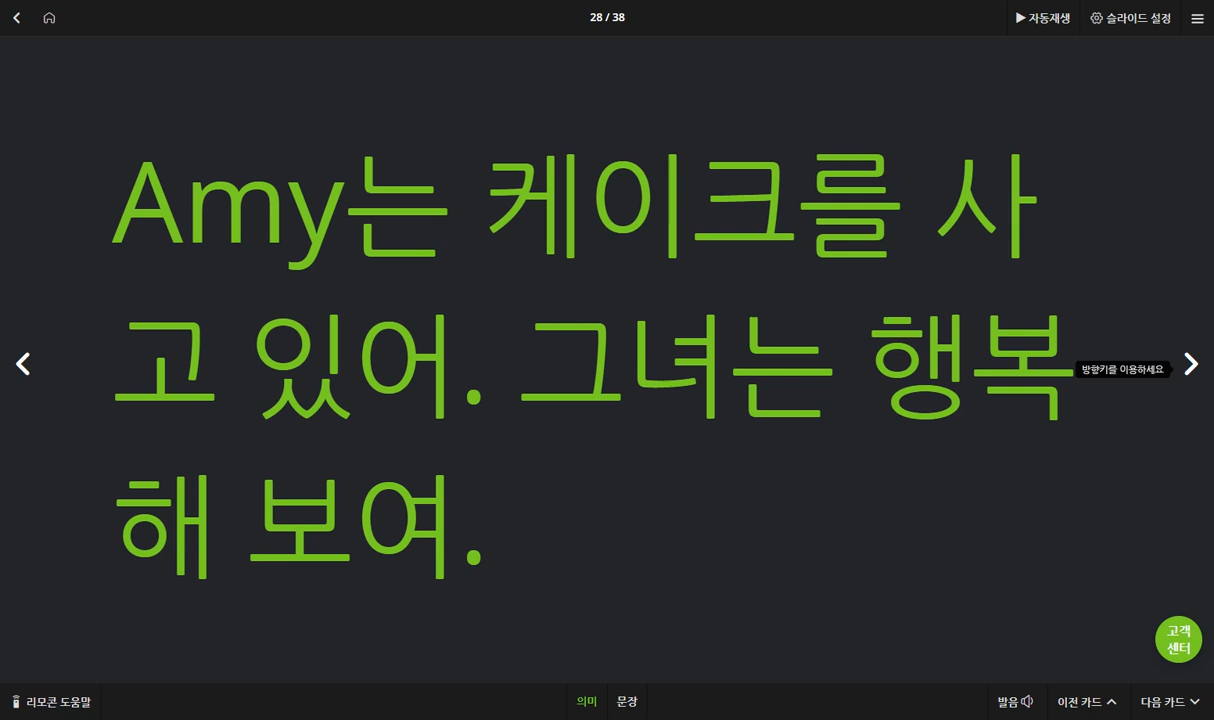 28 / 38
자동재생
슬라이드 설정
Amy는 케이크를 사
고 있어. 그녀는 행복
해 보여.
방향키를 이용하세요
고객
센터
리모콘 도움말
의미
문장
발음
이전 카드
다음 카드